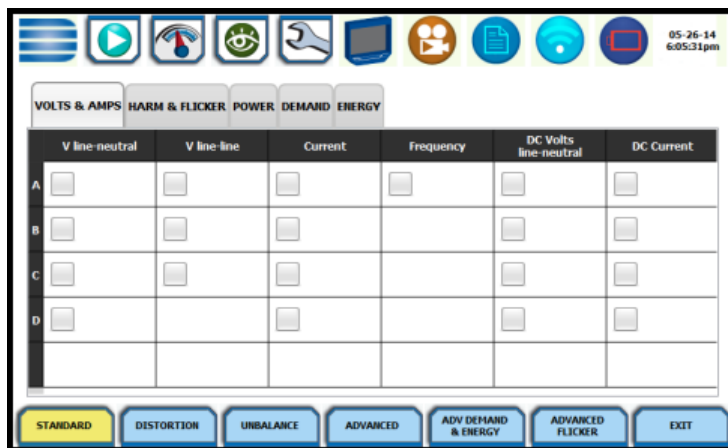 05-26-14
6:05:31pm
VOLTS & AMPS HARM & FLICKER POWER DEMAND ENERGY
V line-neutral V line-line Current Frequency DC Volts line-neutral DC Current
A
B
C
D
STANDARD DISTORTION UNBALANCE ADVANCED ADV DEMAND & ENERGY ADVANCED FLICKER EXIT